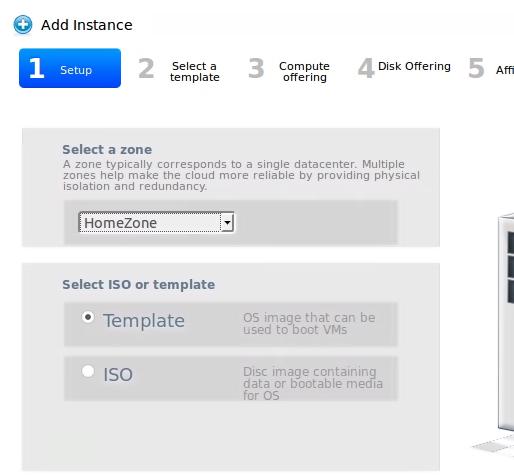 Add Instance
1 Setup 2 Select a template 3 Compute offering 4 Disk Offering 5 Affi
Select a zone
A zone typically corresponds to a single datacenter. Multiple
zones help make the cloud more reliable by providing physical
isolation and redundancy.
HomeZone
Select ISO or template
Template
OS image that can be
used to boot VMs
ISO
Disc image containing
data or bootable media
for OS